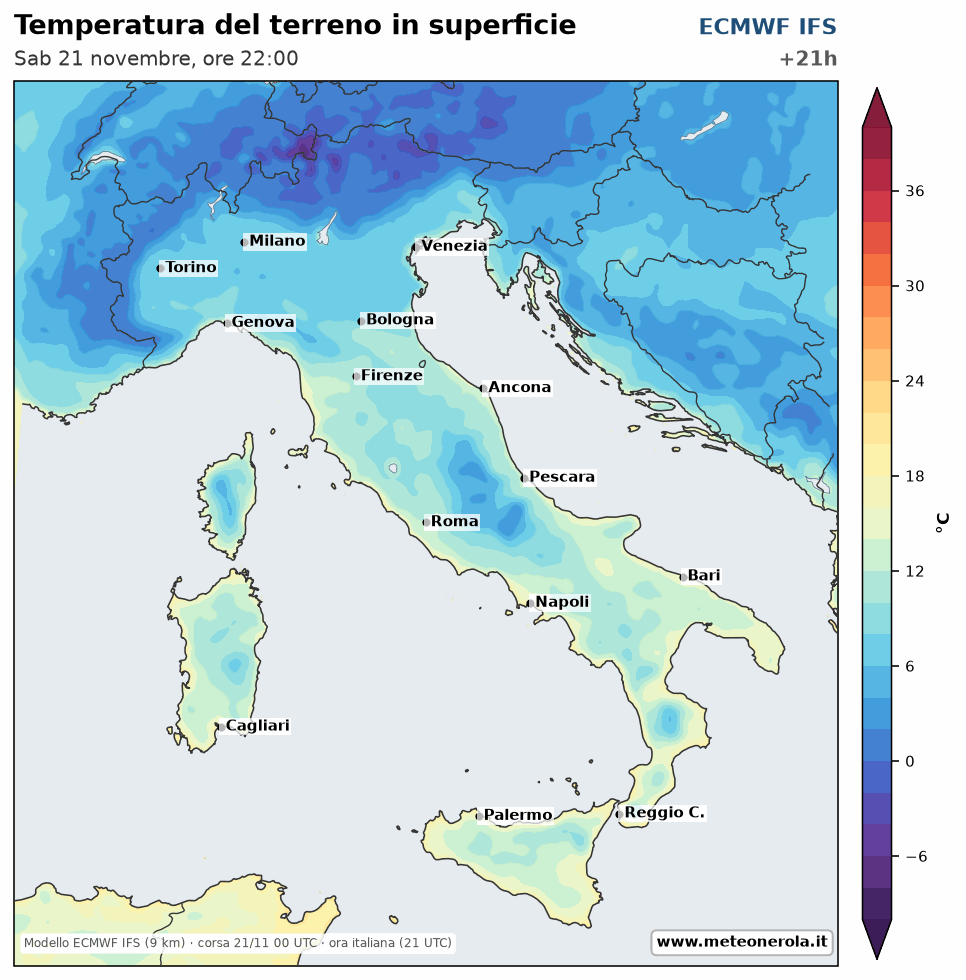 Temperatura del terreno in superficie
ECMWF IFS
Sab 21 novembre, ore 22:00
+21h
Milano
Venezia
Torino
Genova
Bologna
Firenze
Ancona
Pescara
Roma
Bari
Napoli
Cagliari
Palermo
Reggio C.
36
30
24
18
12
6
0
−6
°C
Modello ECMWF IFS (9 km) · corsa 21/11 00 UTC · ora italiana (21 UTC)
www.meteonerola.it